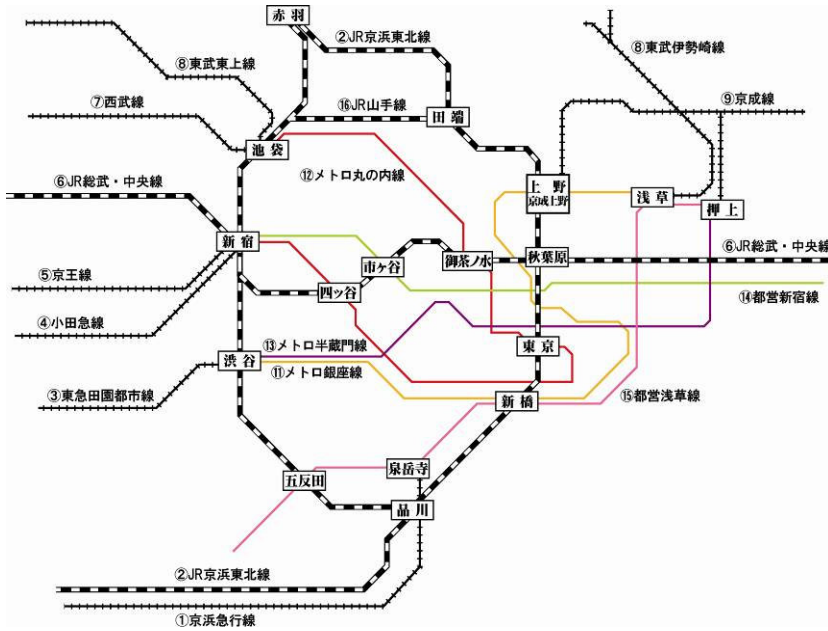 赤羽
②JR京浜東北線
⑧東武伊勢崎線
⑧東武東上線
⑨京成線
⑦西武線
⑯JR山手線
田端
池袋
⑫メトロ丸の内線
⑥JR総武・中央線
上野
京成上野
浅草
押上
新宿
市ヶ谷
御茶ノ水
秋葉原
⑥JR総武・中央線
⑤京王線
四ッ谷
⑭都営新宿線
④小田急線
⑬メトロ半蔵門線
東京
渋谷
⑪メトロ銀座線
③東急田園都市線
新橋
⑮都営浅草線
泉岳寺
五反田
品川
②JR京浜東北線
①京浜急行線